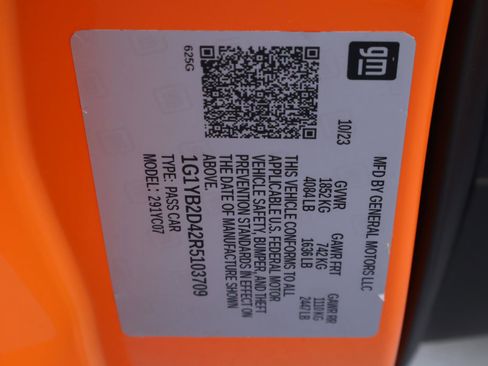 gm
625G
MFD BY GENERAL MOTORS LLC
10/23 GVWR GAWR FRT GAWR RR
1852 KG 742 KG 1110 KG
4084 LB 1636 LB 2447 LB
THIS VEHICLE CONFORMS TO ALL
APPLICABLE U.S. FEDERAL MOTOR
VEHICLE SAFETY, BUMPER, AND THEFT
PREVENTION STANDARDS IN EFFECT ON
THE DATE OF MANUFACTURE SHOWN
ABOVE.
1G1YB2D42R5103709
TYPE: PASS CAR
MODEL: 291YC07